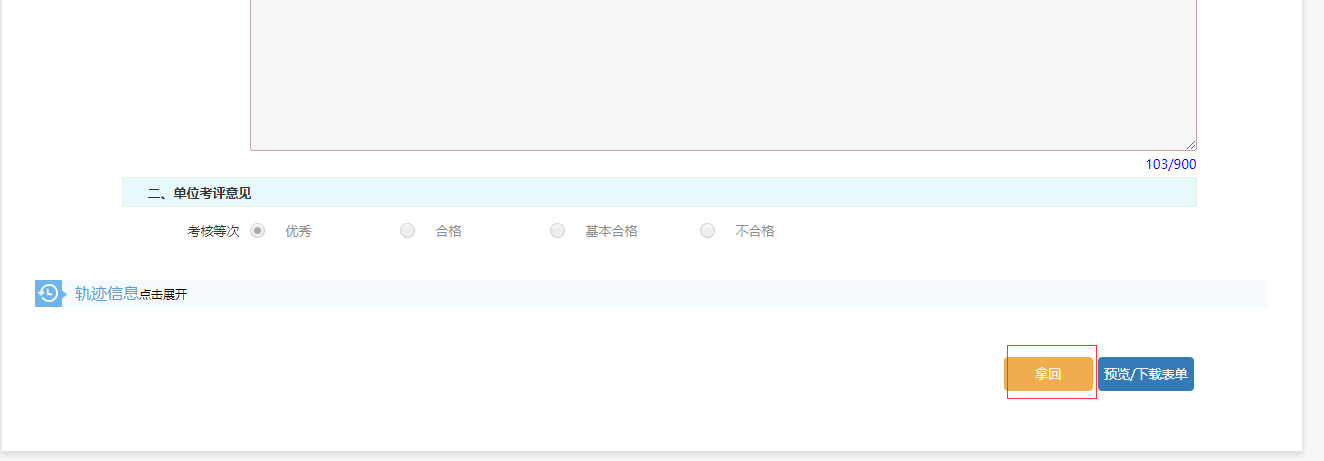 103/900
二、单位考评意见
考核等次 优秀 合格 基本合格 不合格
轨迹信息点击展开
拿回 预览/下载表单